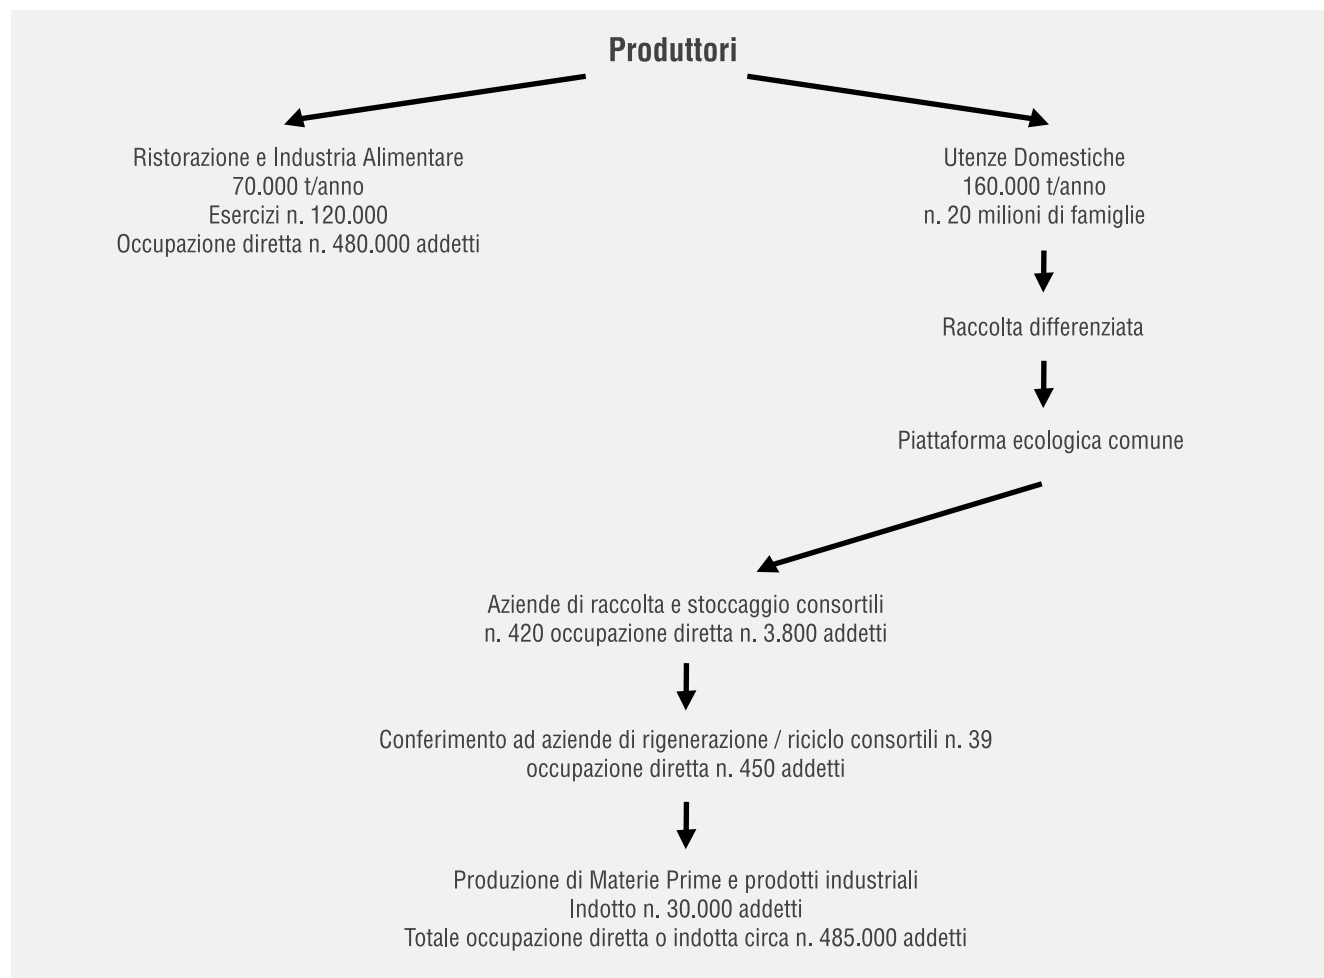 Produttori
Ristorazione e Industria Alimentare
70.000 t/anno
Esercizi n. 120.000
Occupazione diretta n. 480.000 addetti
Utenze Domestiche
160.000 t/anno
n. 20 milioni di famiglie
Raccolta differenziata
Piattaforma ecologica comune
Aziende di raccolta e stoccaggio consortili
n. 420 occupazione diretta n. 3.800 addetti
Conferimento ad aziende di rigenerazione / riciclo consortili n. 39
occupazione diretta n. 450 addetti
Produzione di Materie Prime e prodotti industriali
Indotto n. 30.000 addetti
Totale occupazione diretta o indotta circa n. 485.000 addetti